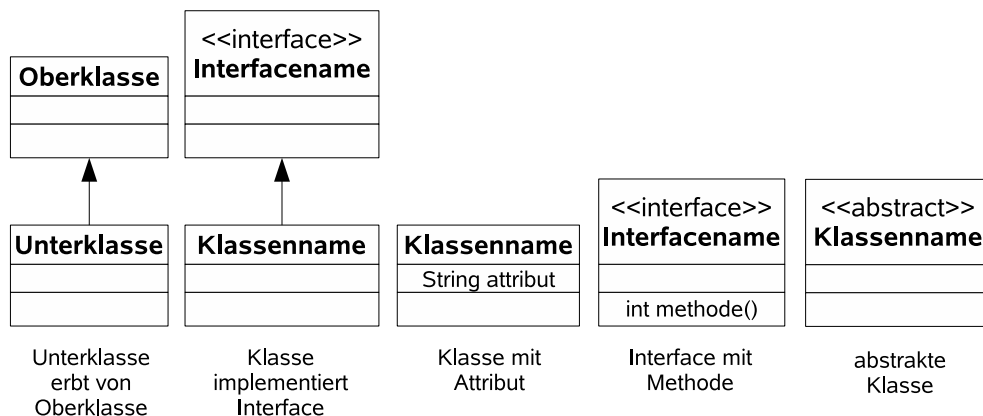 Oberklasse
<<interface>>
Interfacename
Unterklasse
Klassenname
Klassenname
String attribut
<<interface>>
Interfacename
int methode()
<<abstract>>
Klassenname
Unterklasse
erbt von
Oberklasse
Klasse
implementiert
Interface
Klasse mit
Attribut
Interface mit
Methode
abstrakte
Klasse